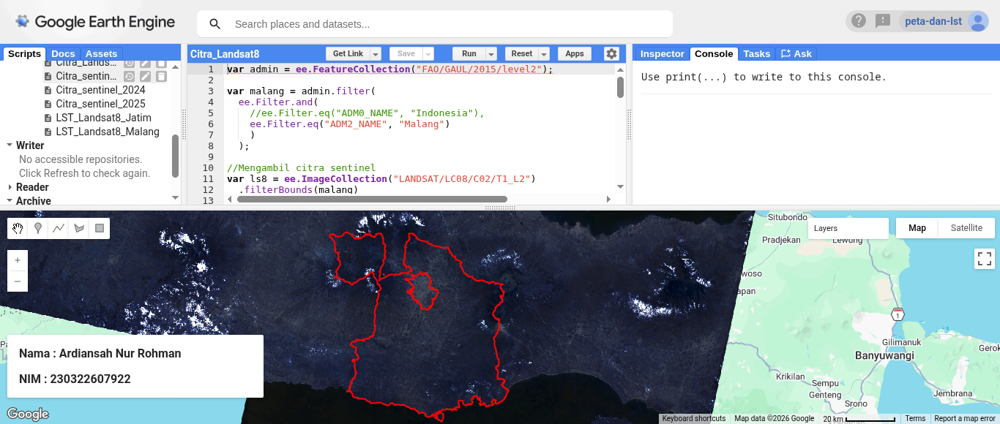 Google Earth Engine
Search places and datasets...
peta-dan-lst
Scripts Docs Assets
Citra_Lands...
Citra_sentin...
Citra_sentinel_2024
Citra_sentinel_2025
LST_Landsat8_Jatim
LST_Landsat8_Malang
Writer
No accessible repositories.
Click Refresh to check again.
Reader
Archive
Citra_Landsat8
Get Link Save Run Reset Apps
1 var admin = ee.FeatureCollection("FAO/GAUL/2015/level2");
2
3 var malang = admin.filter(
4 ee.Filter.and(
5 //ee.Filter.eq("ADM0_NAME", "Indonesia"),
6 ee.Filter.eq("ADM2_NAME", "Malang")
7 )
8 );
9
10 //Mengambil citra sentinel
11 var ls8 = ee.ImageCollection("LANDSAT/LC08/C02/T1_L2")
12 .filterBounds(malang)
13
Inspector Console Tasks Ask
Use print(...) to write to this console.
+
−
Layers
Map Satellite
Situbondo
Pradjekan
Lewung
woso
apan
1
Gilimanuk
Banyuwangi
Gerok
Kprikilan
Sempu
Genteng
Jembrana
Srono
Pa
Nama : Ardiansah Nur Rohman
NIM : 230322607922
Google
Keyboard shortcuts Map data ©2026 Google 20 km Terms Report a map error